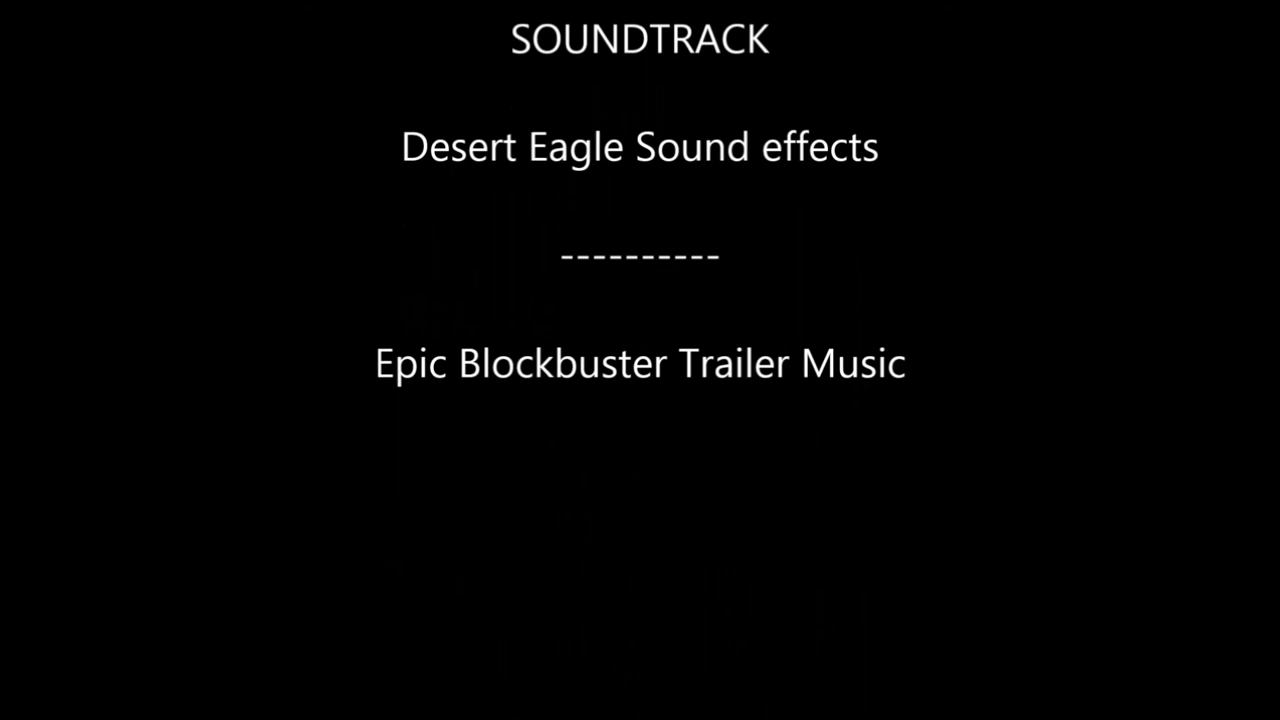 SOUNDTRACK
Desert Eagle Sound effects
----------
Epic Blockbuster Trailer Music